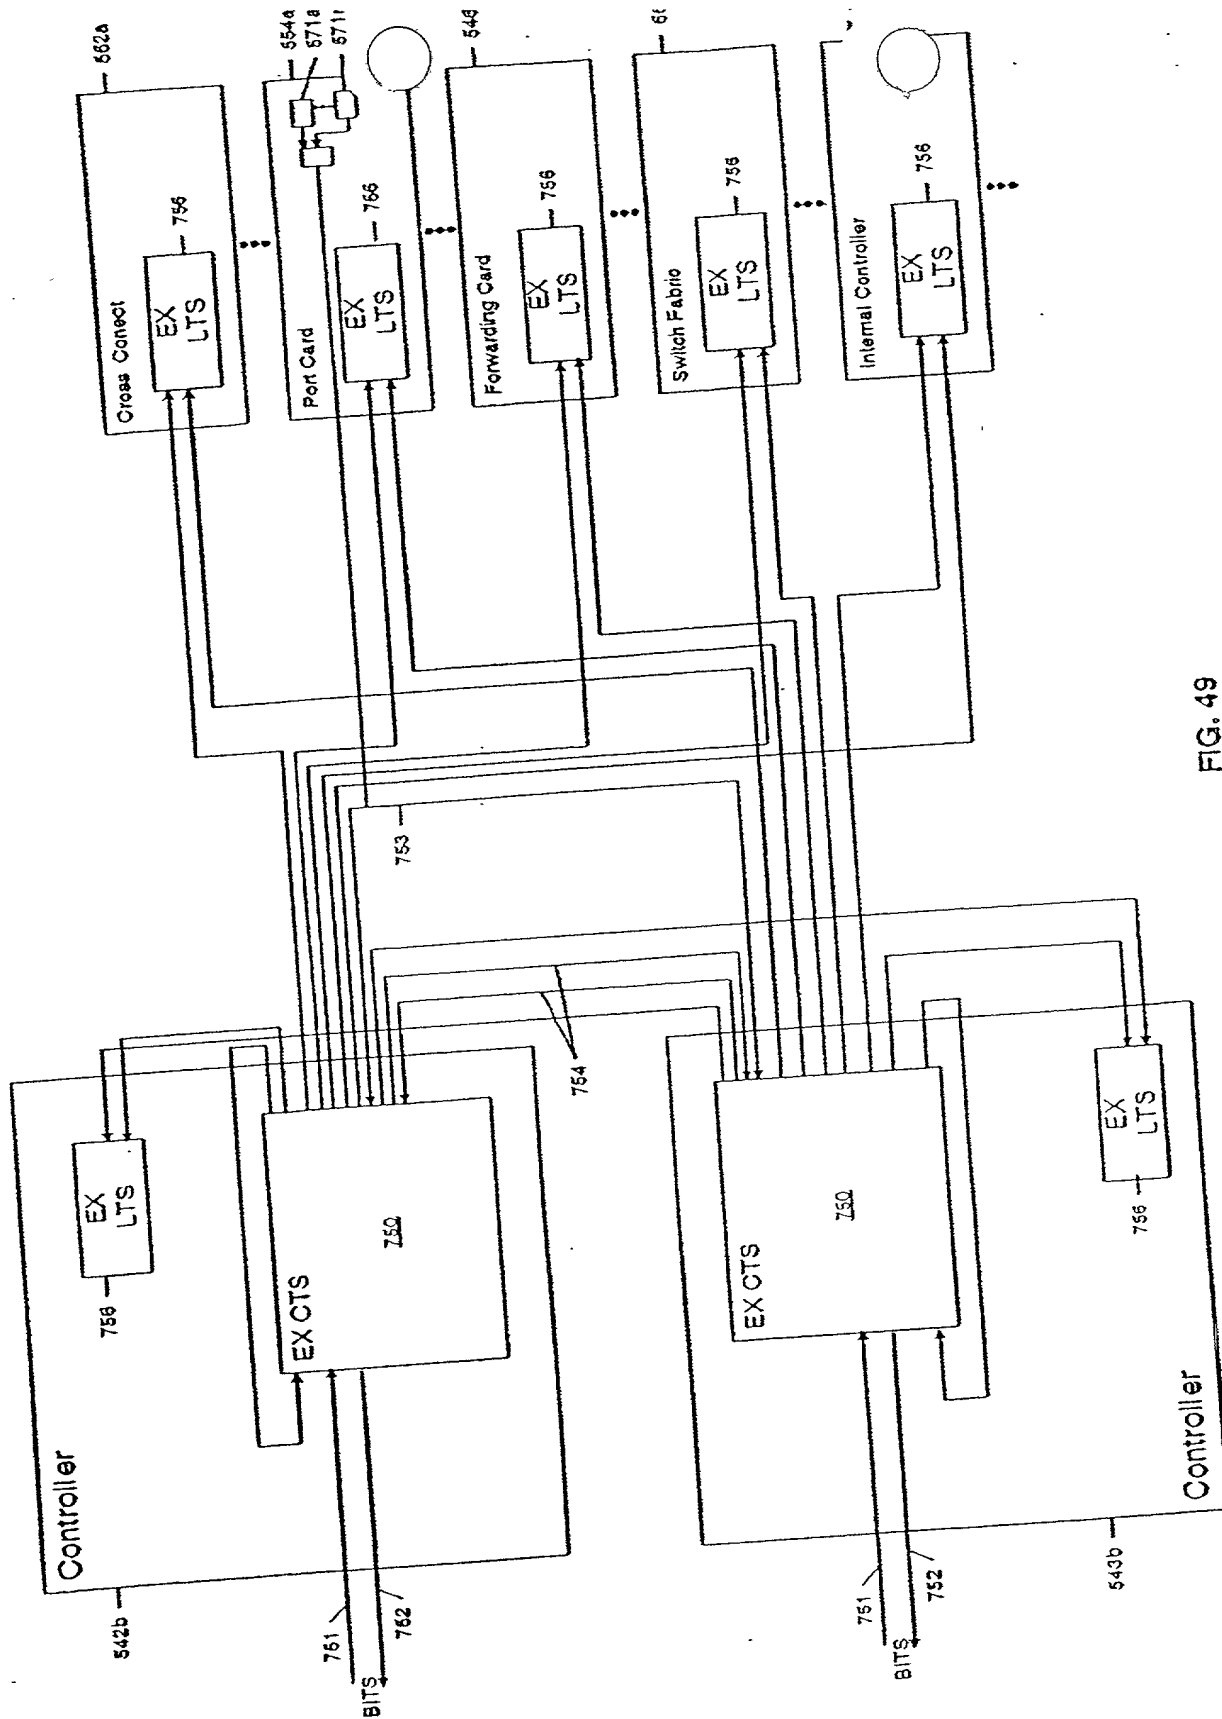 Controller
542b
EX
LTS
756
EX CTS
750
751
752
BITS
754
753
Controller
543b
EX CTS
750
751
752
BITS
EX
LTS
756
Cross Conect
562a
EX
LTS
756
Port Card
554a
571a
EX
LTS
766
Forwarding Card
EX
LTS
756
Switch Fabric
EX
LTS
756
Internal Controller
EX
LTS
756
FIG. 49